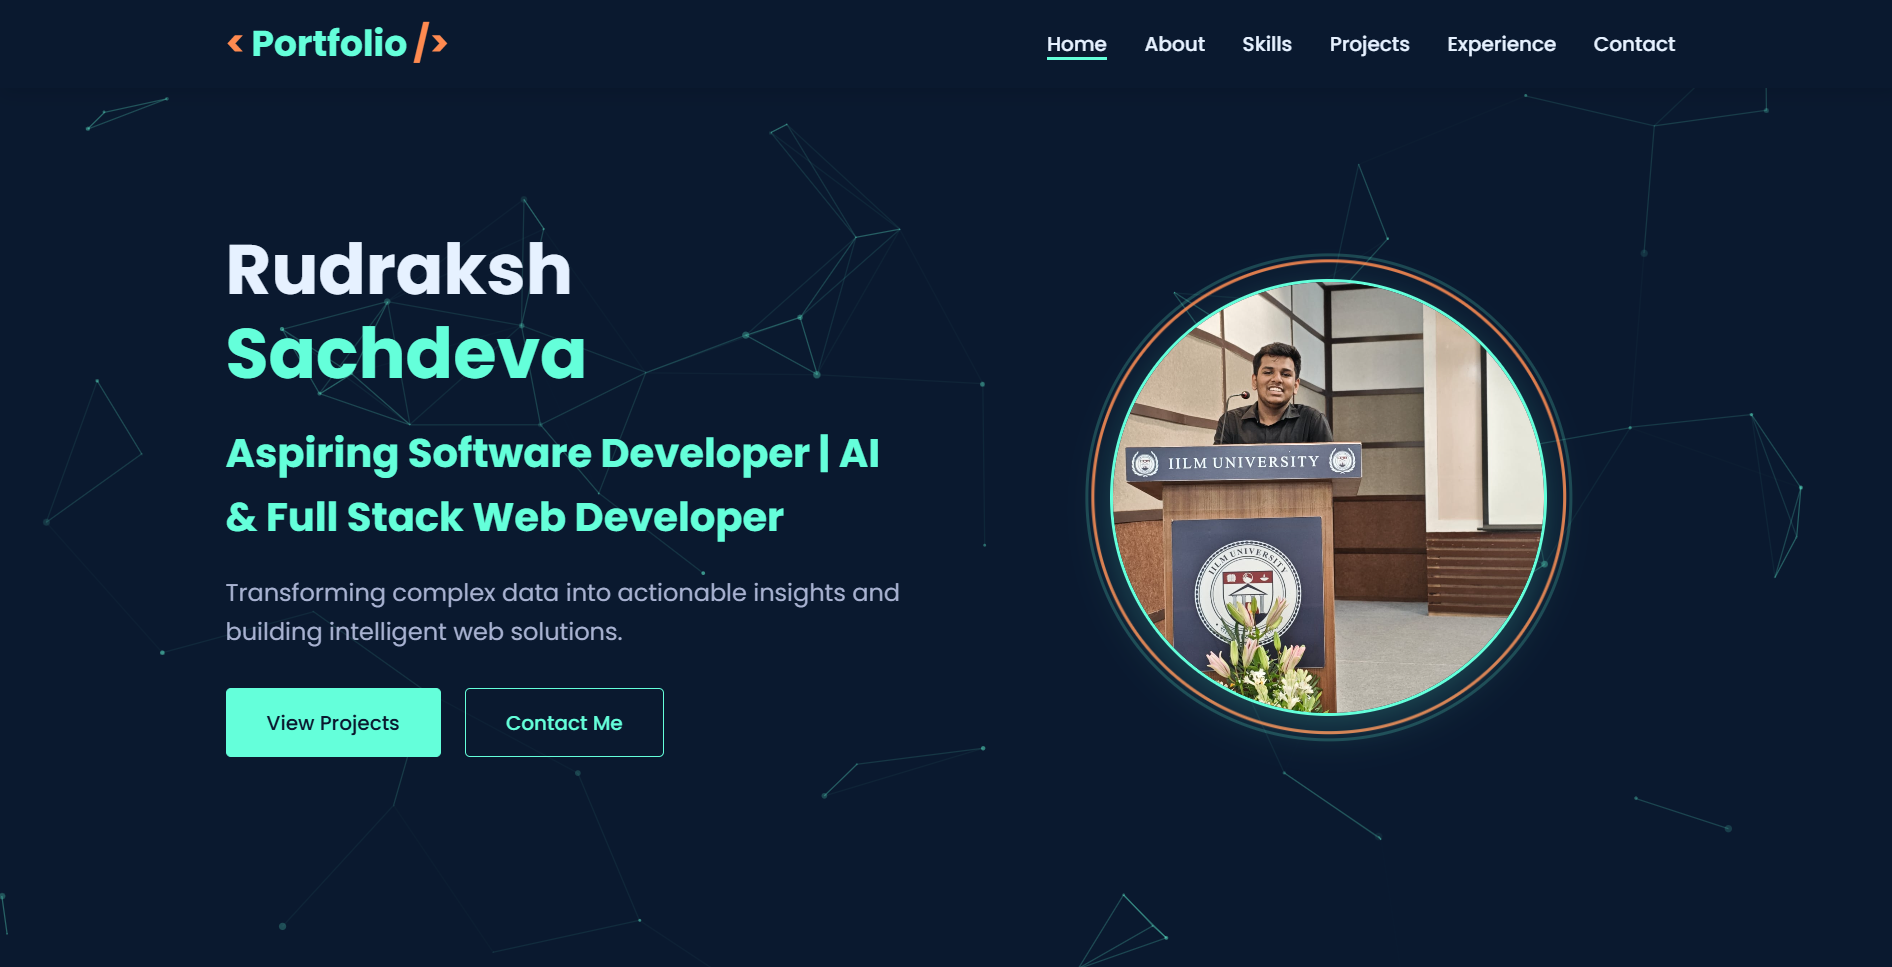 < Portfolio />
Home About Skills Projects Experience Contact
Rudraksh
Sachdeva
Aspiring Software Developer | AI
& Full Stack Web Developer
Transforming complex data into actionable insights and
building intelligent web solutions.
View Projects
Contact Me
IILM UNIVERSITY
IILM UNIVERSITY